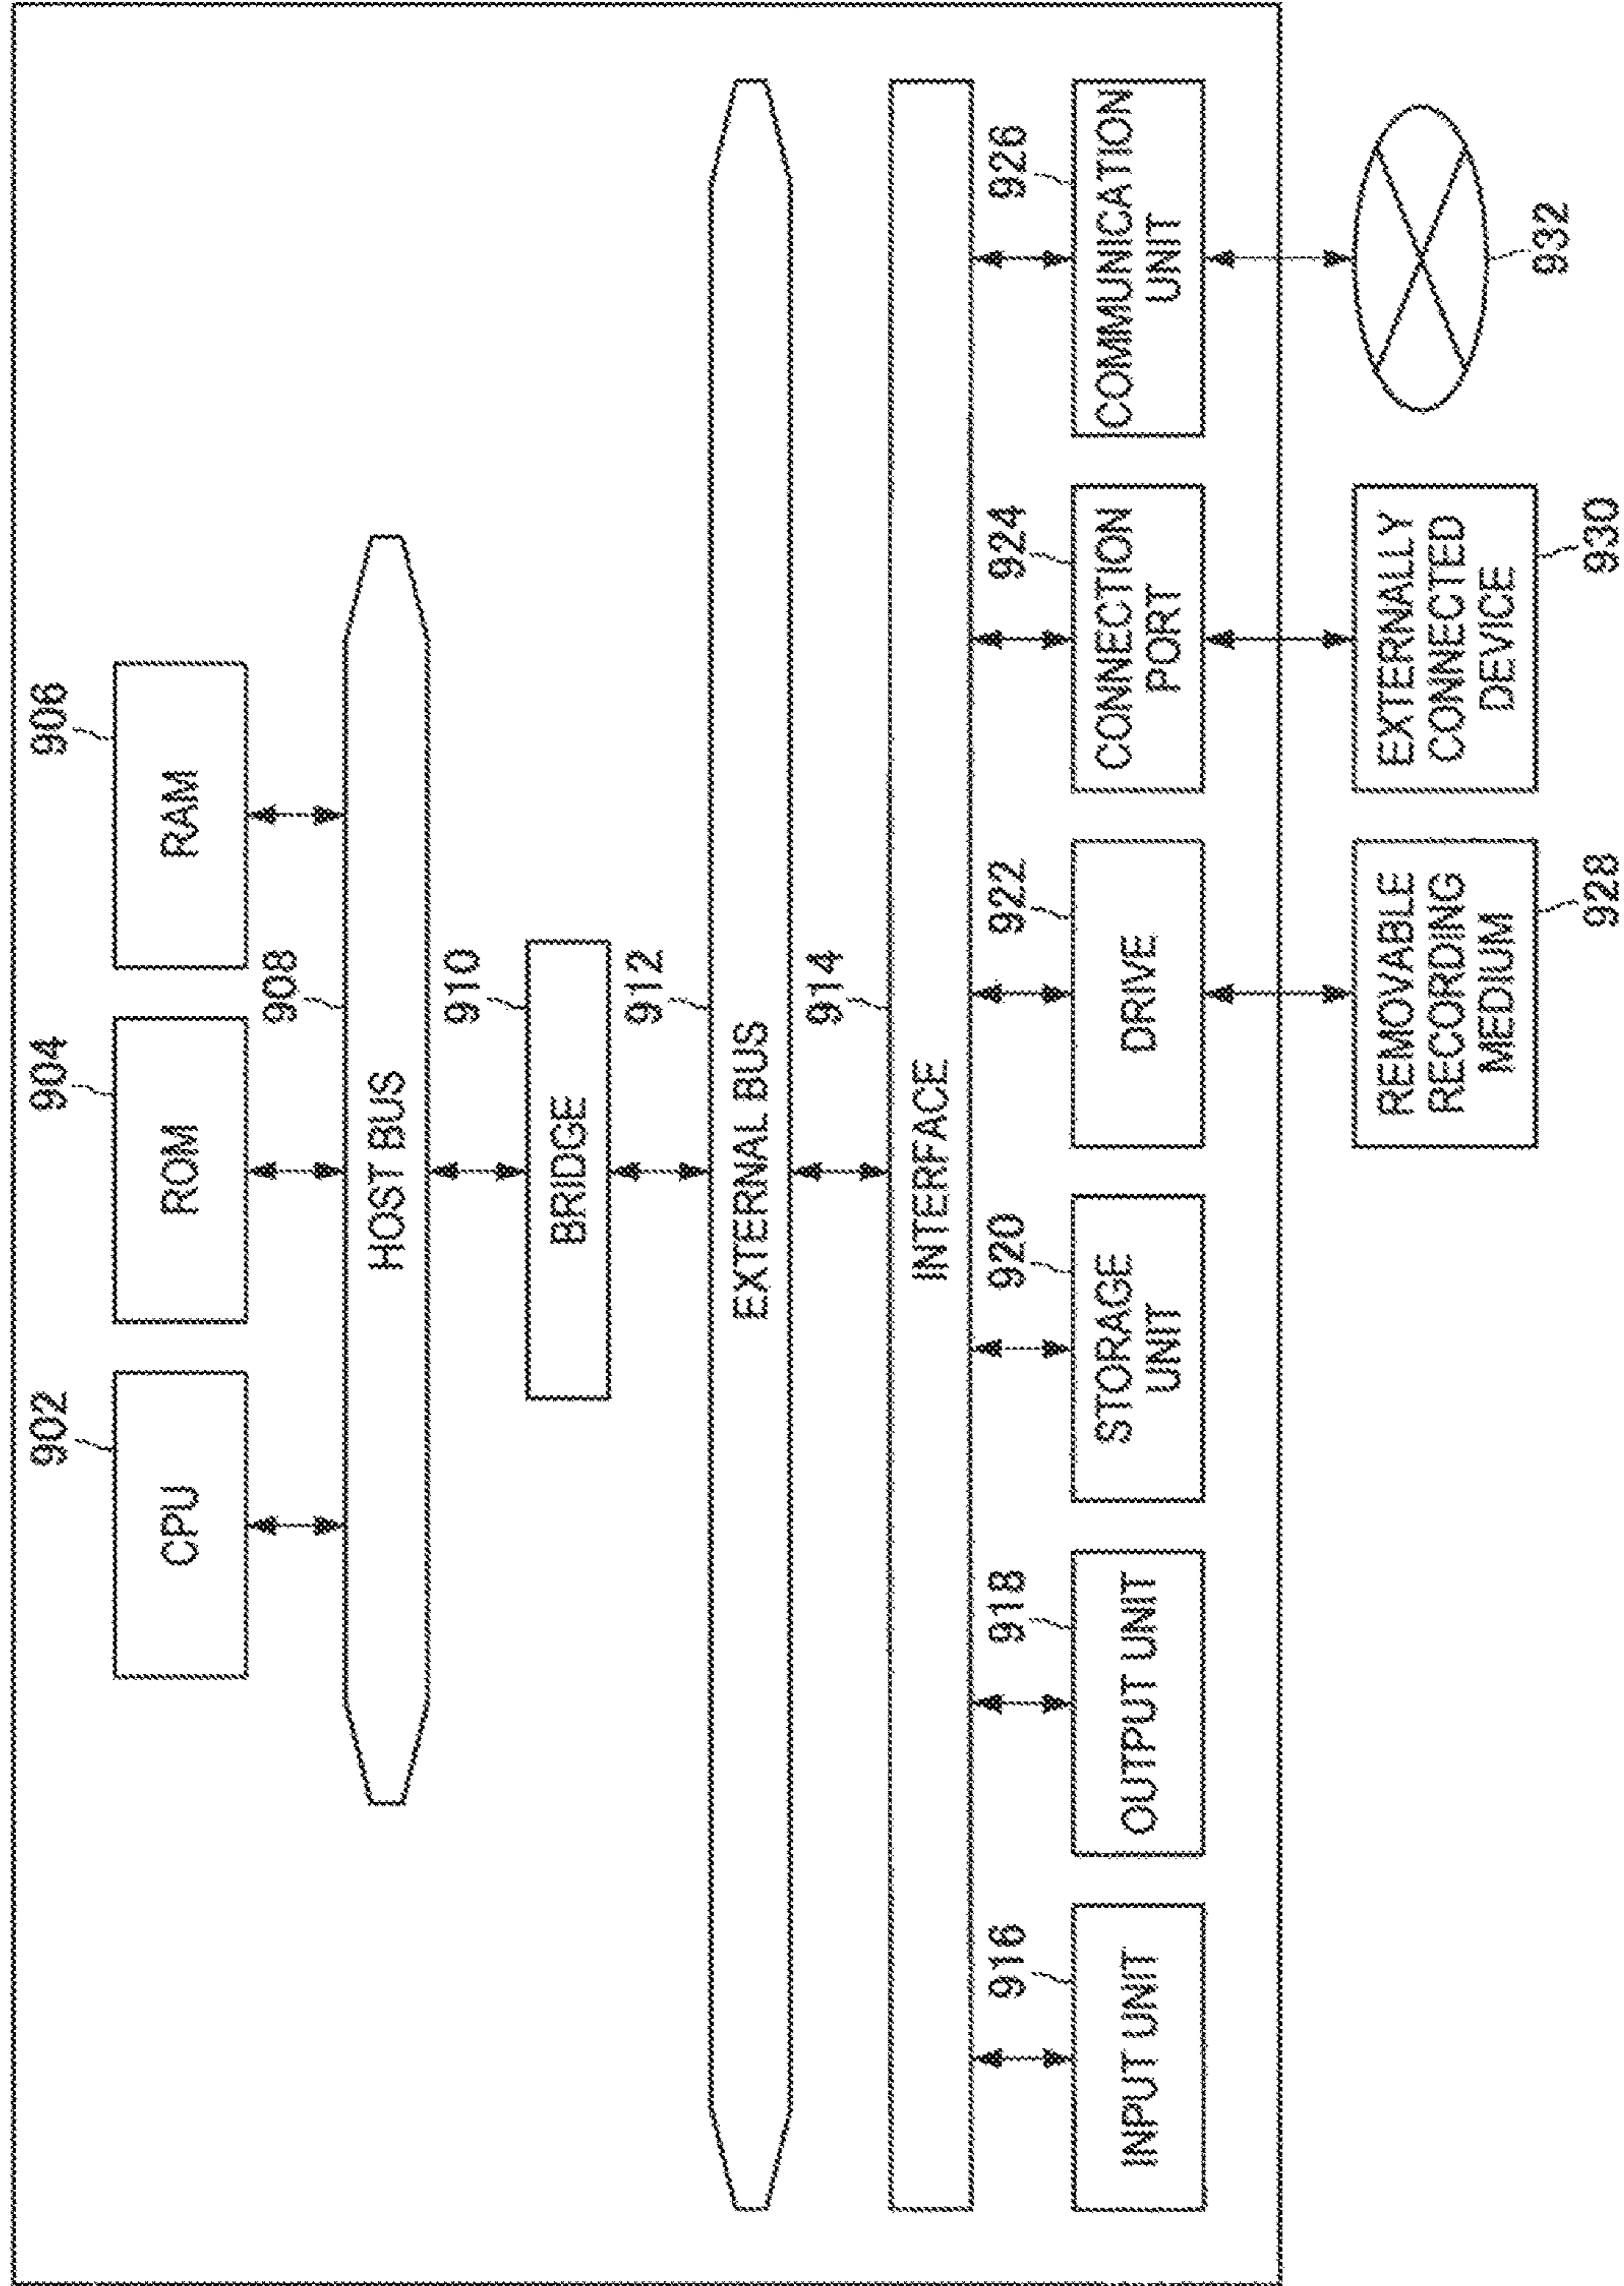 902
904
906
CPU
ROM
RAM
908
HOST BUS
910
BRIDGE
912
EXTERNAL BUS
914
INTERFACE
916
918
920
922
924
926
INPUT UNIT
OUTPUT UNIT
STORAGE
UNIT
DRIVE
CONNECTION
PORT
COMMUNICATION
UNIT
REMOVABLE
RECORDING
MEDIUM
EXTERNALLY
CONNECTED
DEVICE
928
930
932